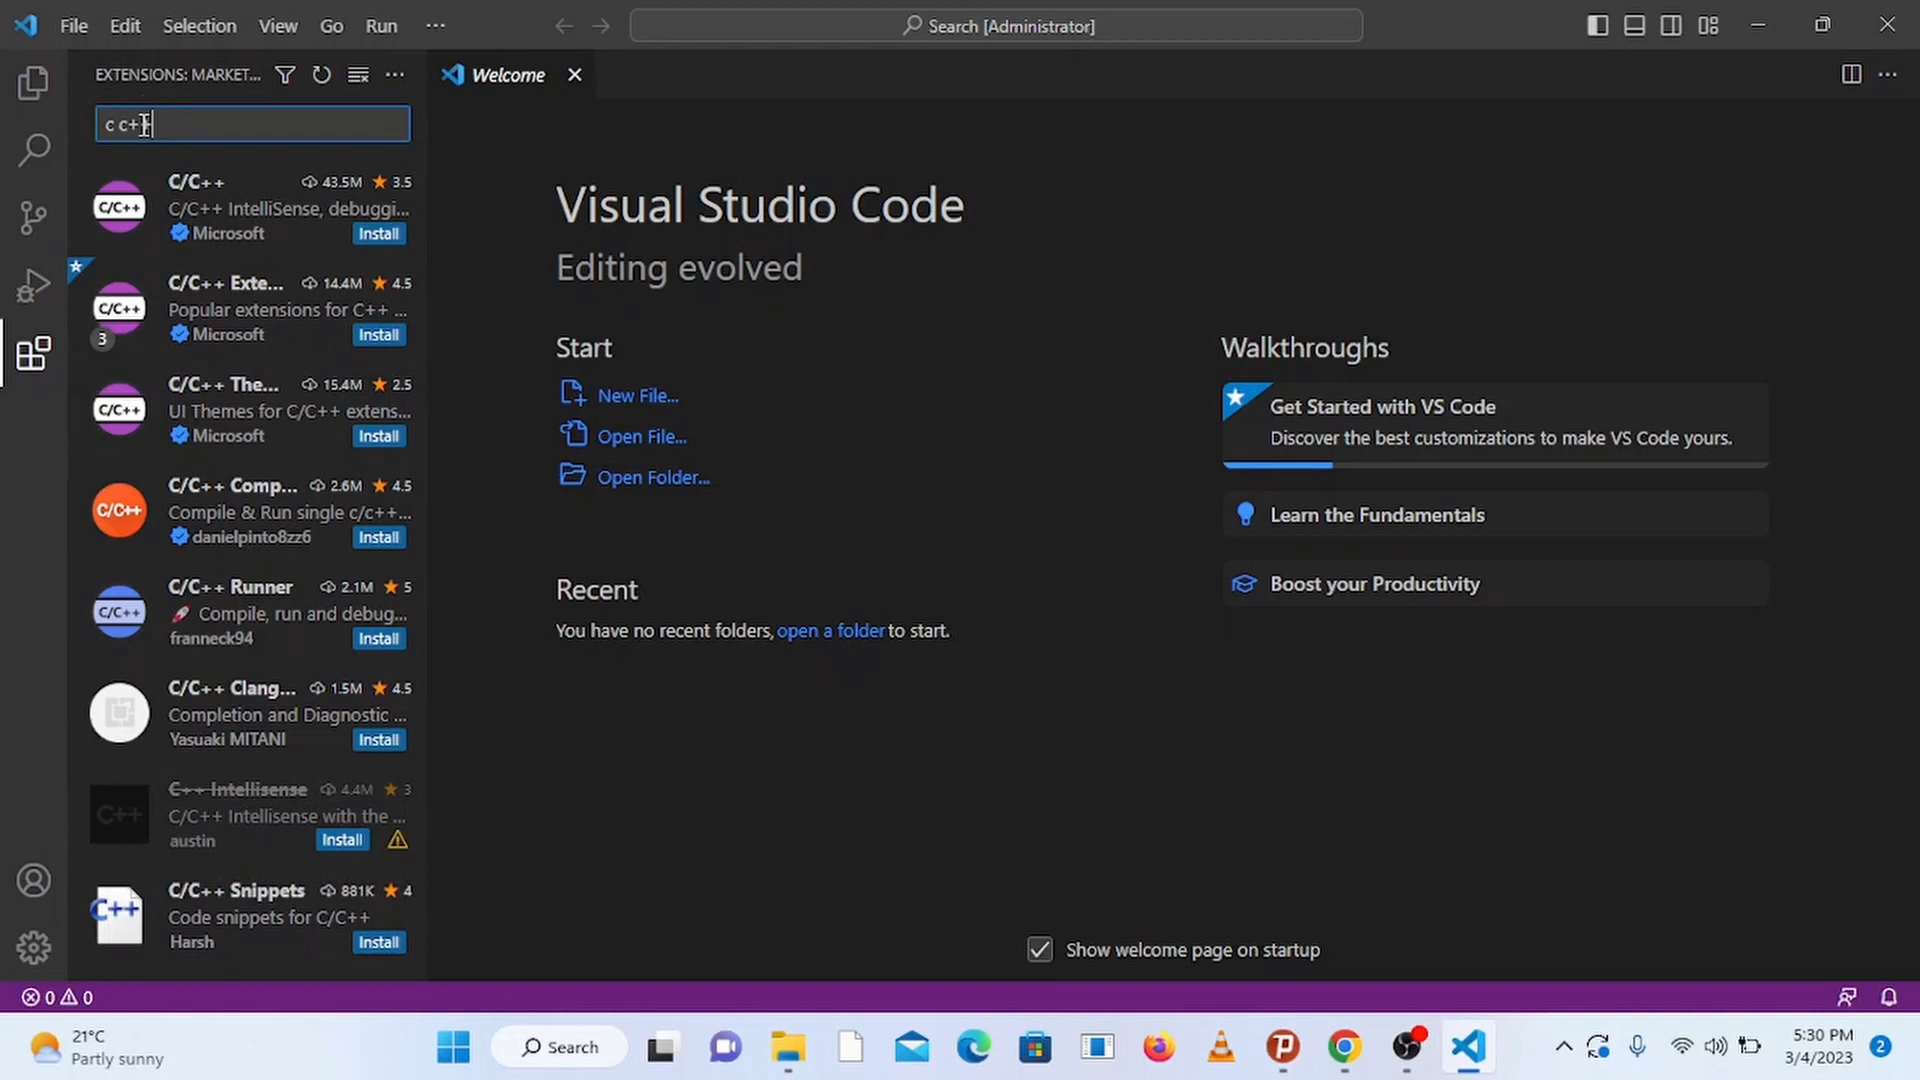 File Edit Selection View Go Run ···
Search [Administrator]
EXTENSIONS: MARKET...
Welcome
c c++
C/C++ 43.5M 3.5
C/C++ IntelliSense, debuggi...
Microsoft Install
C/C++ Exte... 14.4M 4.5
Popular extensions for C++ ...
3 Microsoft Install
C/C++ The... 15.4M 2.5
UI Themes for C/C++ extens...
Microsoft Install
C/C++ Comp... 2.6M 4.5
Compile & Run single c/c++...
danielpinto8zz6 Install
C/C++ Runner 2.1M 5
Compile, run and debug...
franneck94 Install
C/C++ Clang... 1.5M 4.5
Completion and Diagnostic ...
Yasuaki MITANI Install
C++ Intellisense 4.4M 3
C/C++ Intellisense with the ...
austin Install
C/C++ Snippets 881K 4
Code snippets for C/C++
Harsh Install
C/C++
C/C++
C/C++
C/C++
C/C++
C++
C++
Visual Studio Code
Editing evolved
Start
New File...
Open File...
Open Folder...
Recent
You have no recent folders, open a folder to start.
Walkthroughs
Get Started with VS Code
Discover the best customizations to make VS Code yours.
Learn the Fundamentals
Boost your Productivity
Show welcome page on startup
0 0
21°C
Partly sunny
Search
5:30 PM
3/4/2023
2